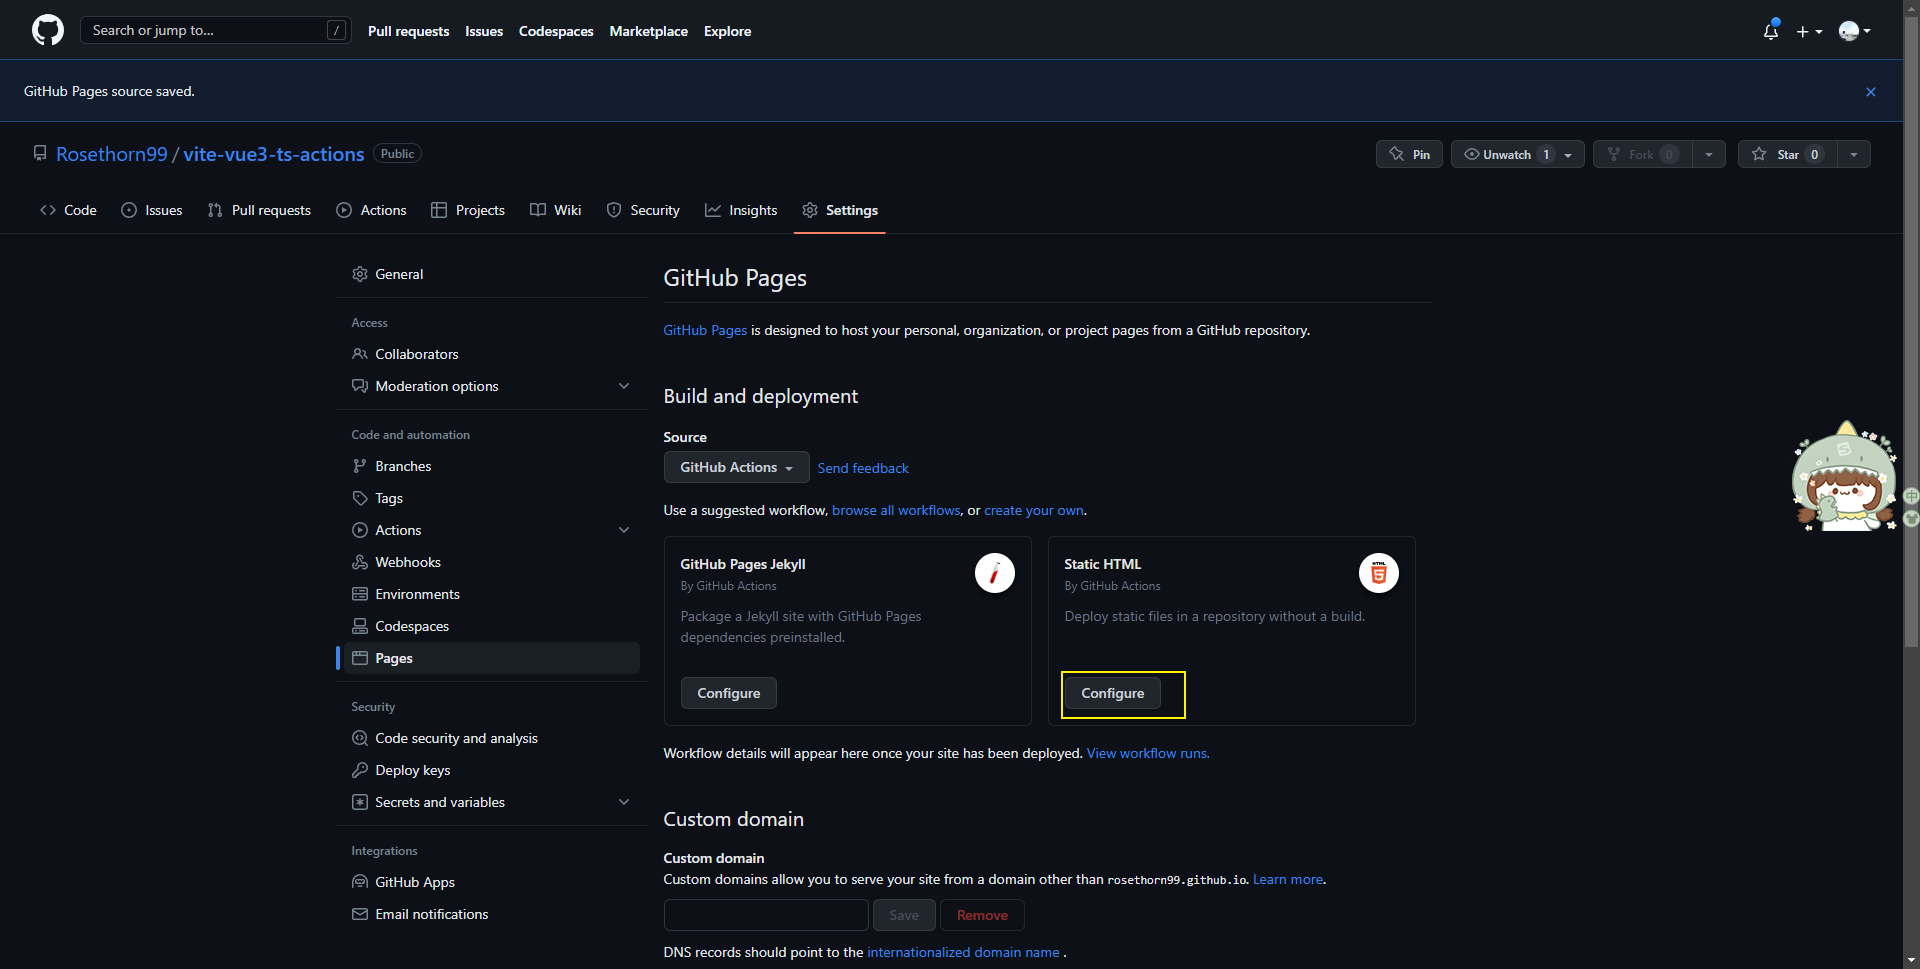 Search or jump to... /
Pull requests Issues Codespaces Marketplace Explore
GitHub Pages source saved.
Rosethorn99 / vite-vue3-ts-actions Public
Pin Unwatch 1 Fork 0 Star 0
Code Issues Pull requests Actions Projects Wiki Security Insights Settings
General
Access
Collaborators
Moderation options
Code and automation
Branches
Tags
Actions
Webhooks
Environments
Codespaces
Pages
Security
Code security and analysis
Deploy keys
Secrets and variables
Integrations
GitHub Apps
Email notifications
GitHub Pages
GitHub Pages is designed to host your personal, organization, or project pages from a GitHub repository.
Build and deployment
Source
GitHub Actions Send feedback
Use a suggested workflow, browse all workflows, or create your own.
GitHub Pages Jekyll
By GitHub Actions
Package a Jekyll site with GitHub Pages
dependencies preinstalled.
Configure
Static HTML
By GitHub Actions
Deploy static files in a repository without a build.
HTML
5
Configure
Workflow details will appear here once your site has been deployed. View workflow runs.
Custom domain
Custom domain
Custom domains allow you to serve your site from a domain other than rosethorn99.github.io. Learn more.
Save Remove
DNS records should point to the internationalized domain name .
S
中